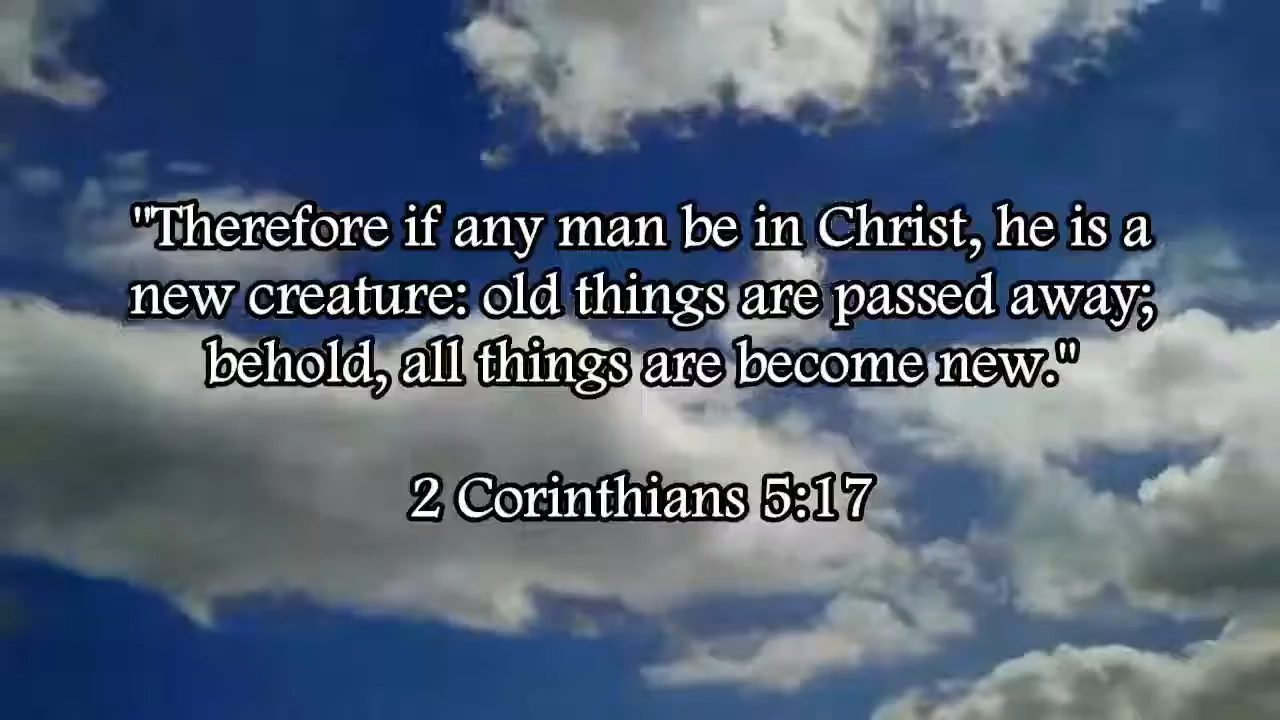 "Therefore if any man be in Christ, he is a
new creature: old things are passed away;
behold, all things are become new."
2 Corinthians 5:17